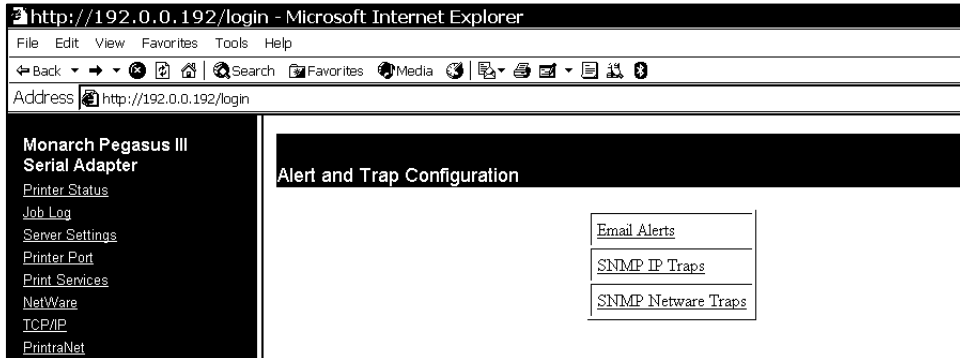 http://192.0.0.192/login - Microsoft Internet Explorer
File Edit View Favorites Tools Help
Back Search Favorites Media
Address http://192.0.0.192/login
Monarch Pegasus III
Serial Adapter
Printer Status
Job Log
Server Settings
Printer Port
Print Services
NetWare
TCP/IP
PrintraNet
Alert and Trap Configuration
Email Alerts
SNMP IP Traps
SNMP Netware Traps